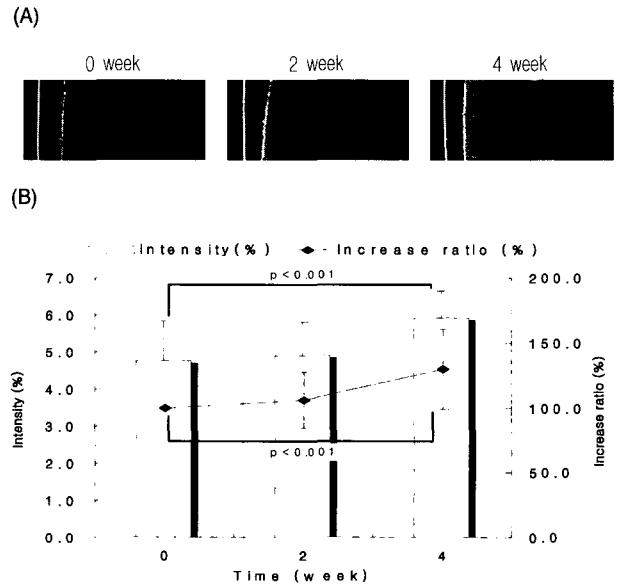 (A)
0 week 2 week 4 week
(B)
Intensity(%) Increase ratio (%)
p<0.001
7.0 200.0
6.0
5.0 150.0
4.0
3.0 100.0
2.0 50.0
1.0
0.0 0.0
Intensity(%)
Increase ratio(%)
p<0.001
0 2 4
Time (week)